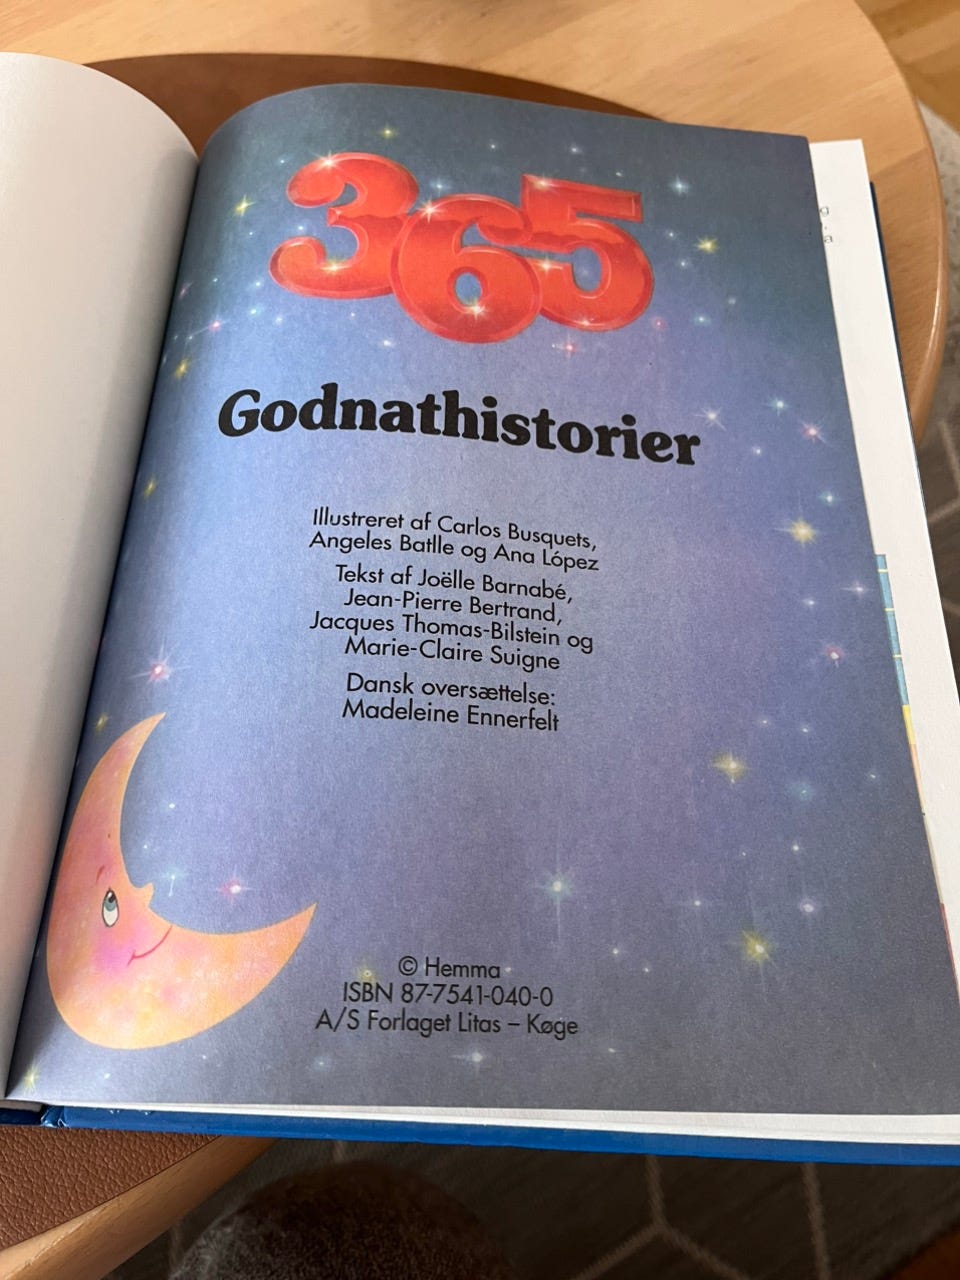 365
Godnathistorier
Illustreret af Carlos Busquets,
Angeles Batlle og Ana López
Tekst af Joëlle Barnabé,
Jean-Pierre Bertrand,
Jacques Thomas-Bilstein og
Marie-Claire Suigne
Dansk oversættelse:
Madeleine Ennerfelt
© Hemma
ISBN 87-7541-040-0
A/S Forlaget Litas – Køge